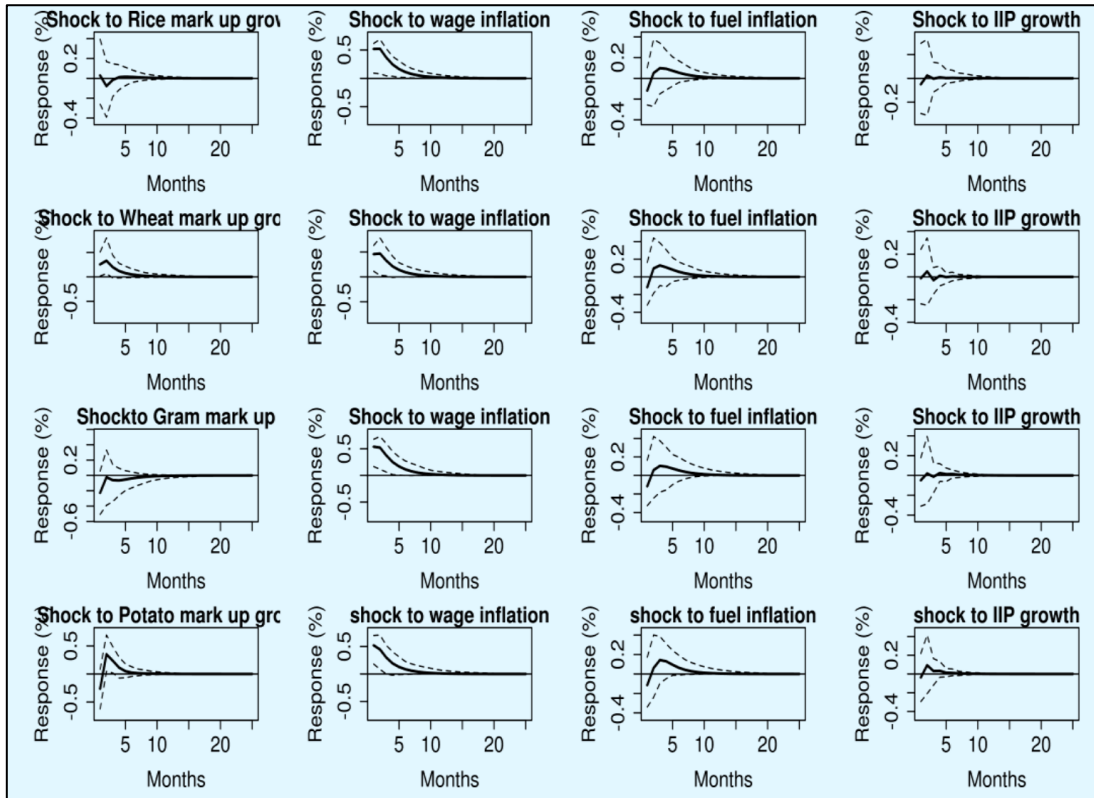 Shock to Rice mark up
Shock to wage inflation
Shock to fuel inflation
Shock to IIP growth
Response (%)
-0.4 0.2
5 10 20
Months
Response (%)
-0.5 0.5
5 10 20
Months
Response (%)
-0.4 0.2
5 10 20
Months
Response (%)
-0.2
5 10 20
Months
Shock to Wheat mark up
Shock to wage inflation
Shock to fuel inflation
Shock to IIP growth
Response (%)
-0.5
5 10 20
Months
Response (%)
-0.5
5 10 20
Months
Response (%)
-0.4 0.2
5 10 20
Months
Response (%)
-0.4 0.2
5 10 20
Months
Shockto Gram mark up
Shock to wage inflation
Shock to fuel inflation
Shock to IIP growth
Response (%)
-0.6 0.2
5 10 20
Months
Response (%)
-0.5 0.5
5 10 20
Months
Response (%)
-0.4 0.2
5 10 20
Months
Response (%)
-0.4 0.2
5 10 20
Months
Shock to Potato mark up
shock to wage inflation
shock to fuel inflation
shock to IIP growth
Response (%)
-0.5 0.5
5 10 20
Months
Response (%)
-0.5 0.5
5 10 20
Months
Response (%)
-0.4 0.2
5 10 20
Months
Response (%)
-0.4 0.2
5 10 20
Months